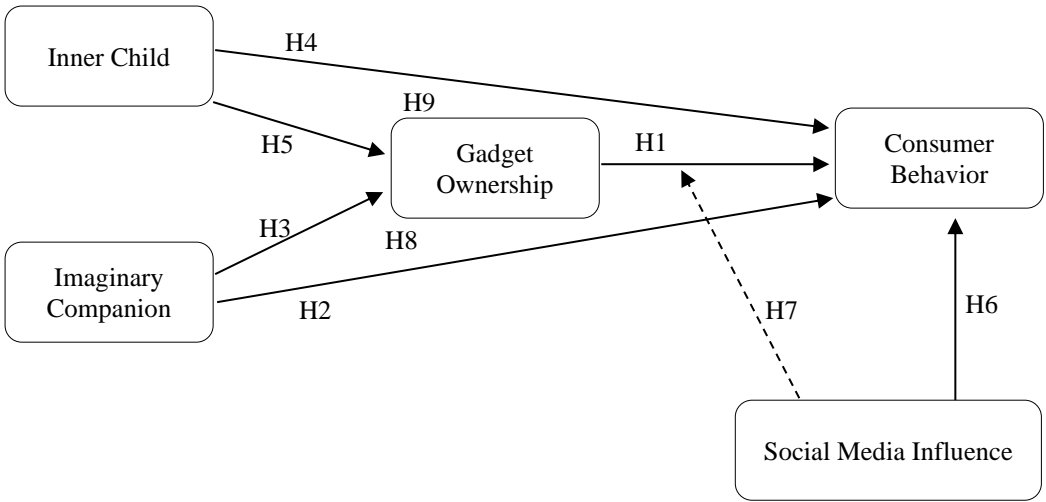 H4
Inner Child
H9
H5
Gadget
Ownership
H1
Consumer
Behavior
H3
H8
Imaginary
Companion
H2
H7
H6
Social Media Influence